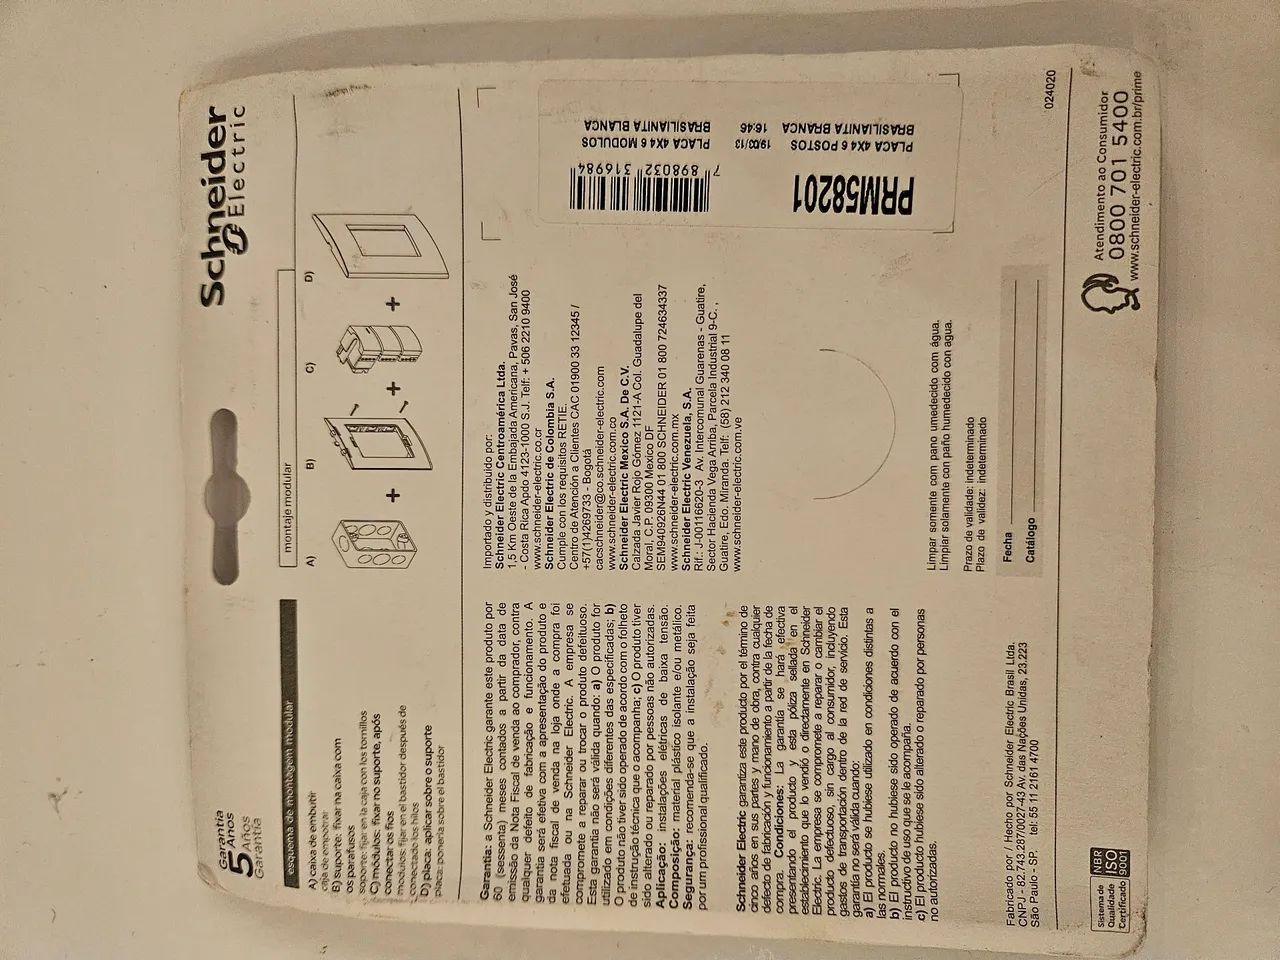 Garantia
5 Anos
Años
Garantía
Schneider
Electric
esquema de montagem modular
montaje modular
A) caixa de embutir
caja de empotrar
B) suporte: fixar na caixa com
os parafusos
soporte: fijar en la caja con los tornillos
C) módulos: fixar no suporte, após
conectar os fios
modulos: fijar en el bastidor después de
conectado los hilos
D) placa: aplicar sobre o suporte
placa: ponerla sobre el bastidor
A)
B)
C)
D)
+
+
+
Garantia: a Schneider Electric garante este produto por
60 (sessenta) meses contados a partir da data de
emissão da Nota Fiscal de venda ao comprador, contra
qualquer defeito de fabricação e funcionamento. A
garantia será efetiva com a apresentação do produto e
da nota fiscal de venda na loja onde a compra foi
efetuada ou na Schneider Electric. A empresa se
compromete a reparar ou trocar o produto defeituoso.
Esta garantia não será válida quando: a) O produto for
utilizado em condições diferentes das especificadas; b)
O produto não tiver sido operado de acordo com o folheto
de instrução técnica que o acompanha; c) O produto tiver
sido alterado ou reparado por pessoas não autorizadas.
Aplicação: instalações elétricas de baixa tensão.
Composição: material plástico isolante e/ou metálico.
Segurança: recomenda-se que a instalação seja feita
por um profissional qualificado.
Schneider Electric garantiza este producto por el término de
cinco años en sus partes y mano de obra, contra cualquier
defecto de fabricación y funcionamiento a partir de la fecha de
compra. Condiciones: La garantía se hará efectiva
presentando el producto y esta póliza sellada en el
establecimiento que lo vendió o directamente en Schneider
Electric. La empresa se compromete a reparar o cambiar el
producto defectuoso, sin cargo al consumidor, incluyendo
gastos de transportación dentro de la red de servicio. Esta
garantía no será válida cuando:
a) El producto se hubiese utilizado en condiciones distintas a
las normales.
b) El producto no hubiese sido operado de acuerdo con el
instructivo de uso que se le acompaña.
c) El producto hubiese sido alterado o reparado por personas
no autorizadas.
Importado y distribuido por:
Schneider Electric Centroamérica Ltda.
1.5 Km Oeste de la Embajada Americana, Pavas, San José
- Costa Rica Apdo 4123-1000 S.J. Telf: + 506 2210 9400
www.schneider-electric.co.cr
Schneider Electric de Colombia S.A.
Cumple con los requisitos RETIE.
Centro de Atención a Clientes CAC 01900 33 12345 /
+57(1)4269733 - Bogotá
cacschneider@co.schneider-electric.com
www.schneider-electric.com.co
Schneider Electric Mexico S.A. De C.V.
Calzada Javier Rojo Gómez 1121-A Col. Guadalupe del
Moral, C.P. 09300 Mexico DF
SEM940926N44 01 800 SCHNEIDER 01 800 724634337
www.schneider-electric.com.mx
Schneider Electric Venezuela, S.A.
Rif.: J-00116620-3 Av. Intercomunal Guarenas - Guatire,
Sector Hacienda Vega Arriba, Parcela Industrial 9-C. ,
Guatire, Edo. Miranda. Telf: (58) 212 340 08 11
www.schneider-electric.com.ve
PRM58201
PLACA 4X4 6 POSTOS 19/03/13
BRASILIANITA BRANCA 16:46
7 898032 316984
PLACA 4X4 6 MODULOS
BRASILIANITA BLANCA
Limpar somente com pano umedecido com água.
Limpiar solamente con paño humedecido con agua.
Prazo de validade: indeterminado
Plazo de validez: indeterminado
Fecha
Catálogo
024020
Fabricado por / Hecho por Schneider Electric Brasil Ltda.
CNPJ - 82.743.287/0027-43 Av. das Nações Unidas, 23.223
São Paulo - SP. tel: 55 11 2161 4700
Sistema de
Qualidade
Certificado
NBR
ISO
9001
Atendimento ao Consumidor
0800 701 5400
www.schneider-electric.com.br/prime